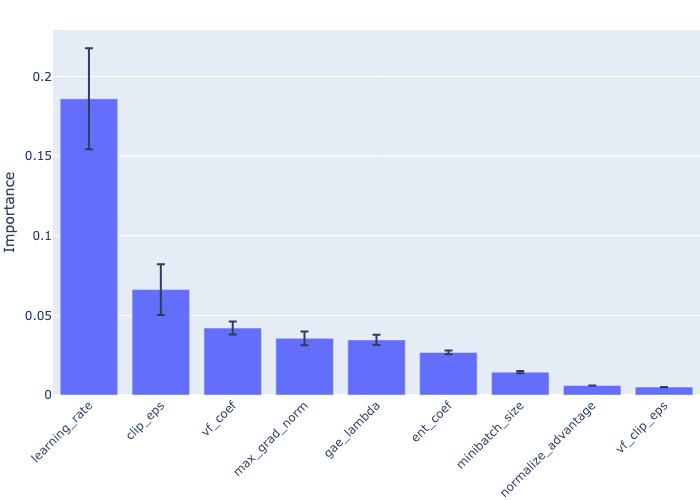 0.2
0.15
0.1
0.05
0
Importance
learning_rate
clip_eps
vf_coef
max_grad_norm
gae_lambda
ent_coef
minibatch_size
normalize_advantage
vf_clip_eps